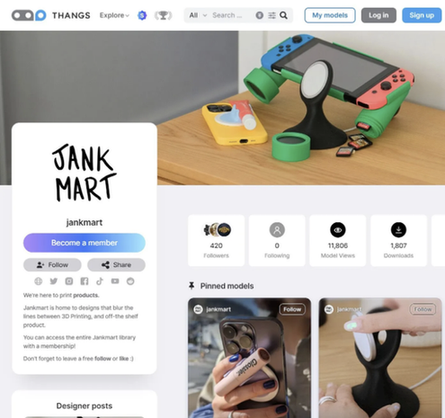 THANGS
Explore
All
Search ...
My models
Log in
Sign up
JANK
MART
jankmart
Become a member
Follow
Share
We're here to print products.
Jankmart is home to designs that blur the
lines between 3D Printing, and off-the shelf
product.
You can access the entire Jankmart library
with a membership!
Don't forget to leave a free follow or like :)
Designer posts
420
Followers
0
Following
11,806
Model Views
1,807
Downloads
Pinned models
jankmart
Follow
Glossier.
jankmart
Follow